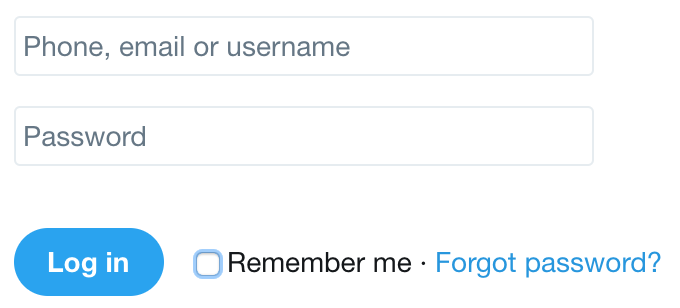 Phone, email or username
Password
Log in Remember me · Forgot password?